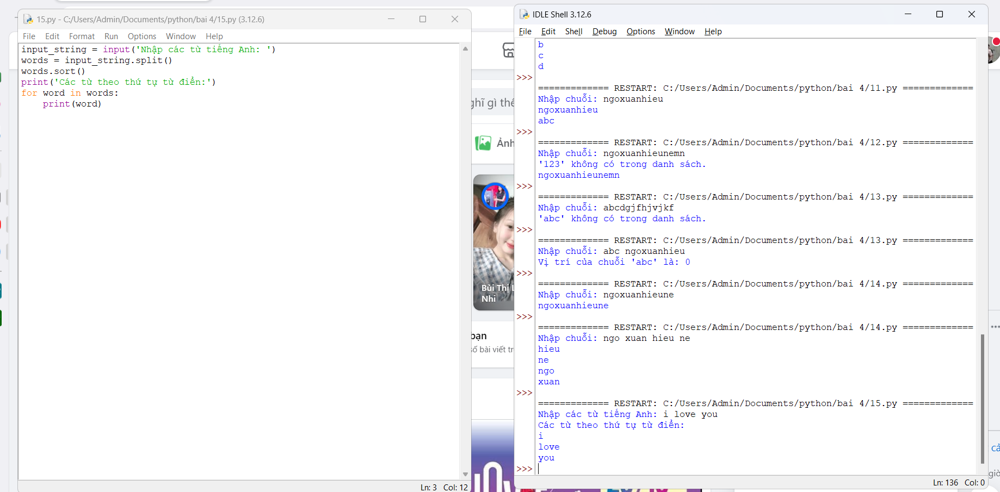 15.py - C:/Users/Admin/Documents/python/bai 4/15.py (3.12.6)
File Edit Format Run Options Window Help
input_string = input('Nhập các từ tiếng Anh: ')
words = input_string.split()
words.sort()
print('Các từ theo thứ tự từ điển:')
for word in words:
    print(word)
Ln: 3 Col: 12
ghĩ gì thế
Ảnh
Bùi Thị L
Nhi
bạn
số bài viết tr
IDLE Shell 3.12.6
File Edit Shell Debug Options Window Help
b
c
d
>>>
============= RESTART: C:/Users/Admin/Documents/python/bai 4/11.py =============
Nhập chuỗi: ngoxuanhieu
ngoxuanhieu
abc
>>>
============= RESTART: C:/Users/Admin/Documents/python/bai 4/12.py =============
Nhập chuỗi: ngoxuanhieunemn
'123' không có trong danh sách.
ngoxuanhieunemn
>>>
============= RESTART: C:/Users/Admin/Documents/python/bai 4/13.py =============
Nhập chuỗi: abcdgjfhjvjkf
'abc' không có trong danh sách.
>>>
============= RESTART: C:/Users/Admin/Documents/python/bai 4/13.py =============
Nhập chuỗi: abc ngoxuanhieu
Vị trí của chuỗi 'abc' là: 0
>>>
============= RESTART: C:/Users/Admin/Documents/python/bai 4/14.py =============
Nhập chuỗi: ngoxuanhieune
ngoxuanhieune
>>>
============= RESTART: C:/Users/Admin/Documents/python/bai 4/14.py =============
Nhập chuỗi: ngo xuan hieu ne
hieu
ne
ngo
xuan
>>>
============= RESTART: C:/Users/Admin/Documents/python/bai 4/15.py =============
Nhập các từ tiếng Anh: i love you
Các từ theo thứ tự từ điển:
i
love
you
>>>
Ln: 136 Col: 0
cả
giờ